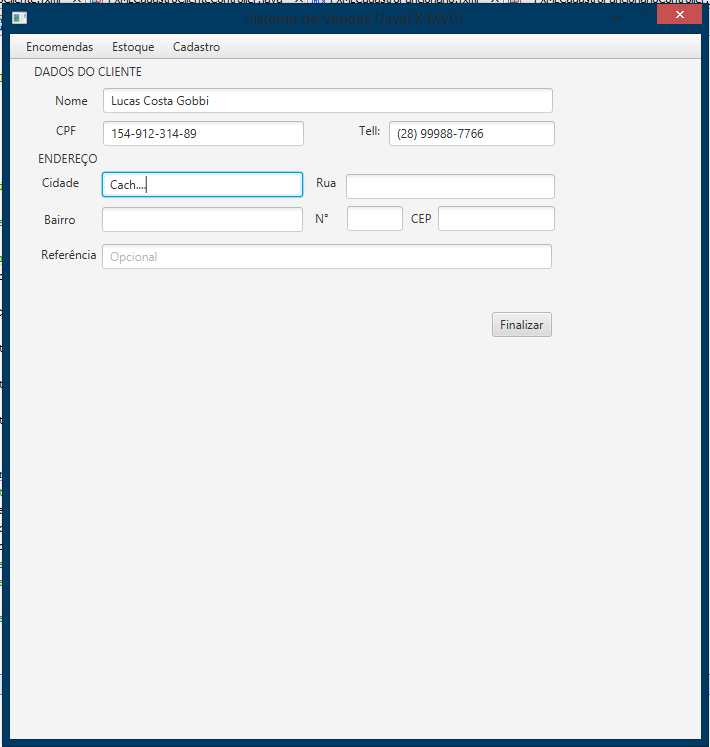 Sistema de Vendas (JavaFX MVC)
Encomendas Estoque Cadastro
DADOS DO CLIENTE
Nome Lucas Costa Gobbi
CPF 154-912-314-89 Tell: (28) 99988-7766
ENDEREÇO
Cidade Cach.... Rua
Bairro N° CEP
Referência Opcional
Finalizar